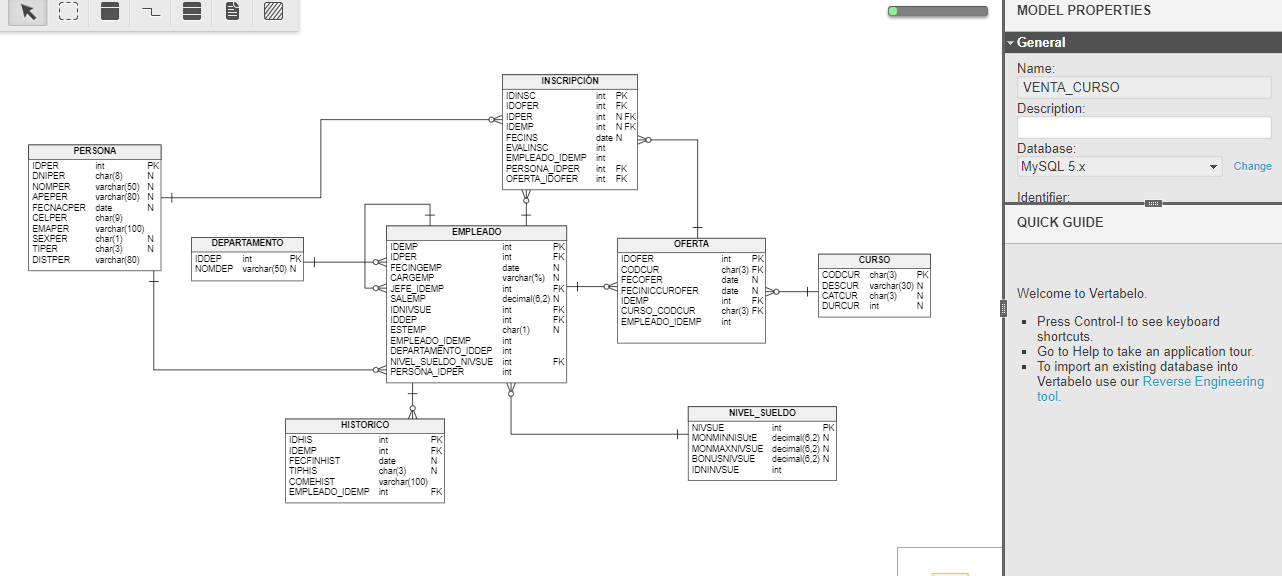 MODEL PROPERTIES
General
Name:
VENTA_CURSO
Description:
Database:
MySQL 5.x
Change
Identifier:
QUICK GUIDE
Welcome to Vertabelo.
Press Control-I to see keyboard
shortcuts.
Go to Help to take an application tour.
To import an existing database into
Vertabelo use our Reverse Engineering
tool.
INSCRIPCIÓN
IDINSC int PK
IDOFER int FK
IDPER int N FK
IDEMP int N FK
FECINS date N
EVALINSC int
EMPLEADO_IDEMP int
PERSONA_IDPER int FK
OFERTA_IDOFER int FK
PERSONA
IDPER int PK
DNIPER char(8) N
NOMPER varchar(50) N
APEPER varchar(80) N
FECNACPER date N
CELPER char(9)
EMAPER varchar(100)
SEXPER char(1) N
TIPER char(3) N
DISTPER varchar(80)
DEPARTAMENTO
IDDEP int PK
NOMDEP varchar(50) N
EMPLEADO
IDEMP int PK
IDPER int FK
FECINGEMP date N
CARGEMP varchar(%) N
JEFE_IDEMP int FK
SALEMP decimal(6,2) N
IDNIVSUE int FK
IDDEP int FK
ESTEMP char(1) N
EMPLEADO_IDEMP int
DEPARTAMENTO_IDDEP int
NIVEL_SUELDO_NIVSUE int FK
PERSONA_IDPER int
OFERTA
IDOFER int PK
CODCUR char(3) FK
FECOFER date N
FECINICCUROFER date N
IDEMP int FK
CURSO_CODCUR char(3) FK
EMPLEADO_IDEMP int
CURSO
CODCUR char(3) PK
DESCUR varchar(30) N
CATCUR char(3) N
DURCUR int N
HISTORICO
IDHIS int PK
IDEMP int FK
FECFINHIST date N
TIPHIS char(3) N
COMEHIST varchar(100)
EMPLEADO_IDEMP int FK
NIVEL_SUELDO
NIVSUE int PK
MONMINNISUtE decimal(6,2) N
MONMAXNIVSUE decimal(6,2) N
BONUSNIVSUE decimal(6,2) N
IDNINVSUE int